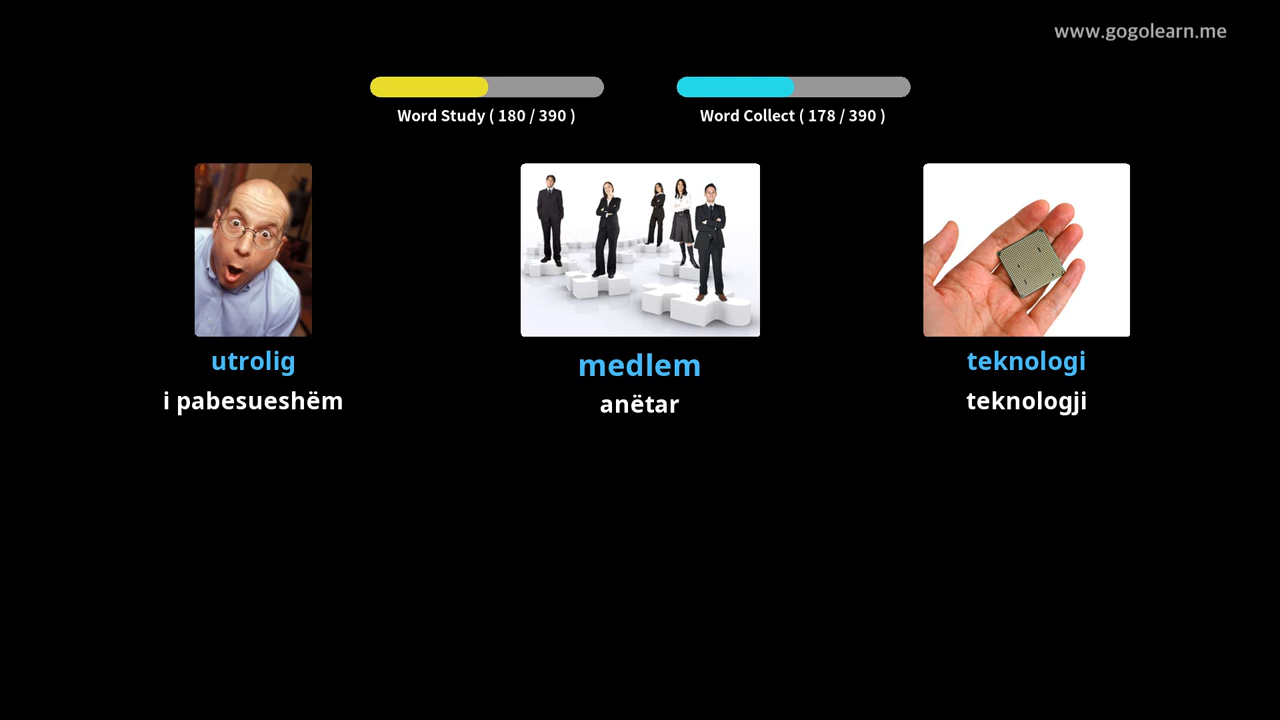 www.gogolearn.me
Word Study ( 180 / 390 )
Word Collect ( 178 / 390 )
utrolig
i pabesueshëm
medlem
anëtar
teknologi
teknologji